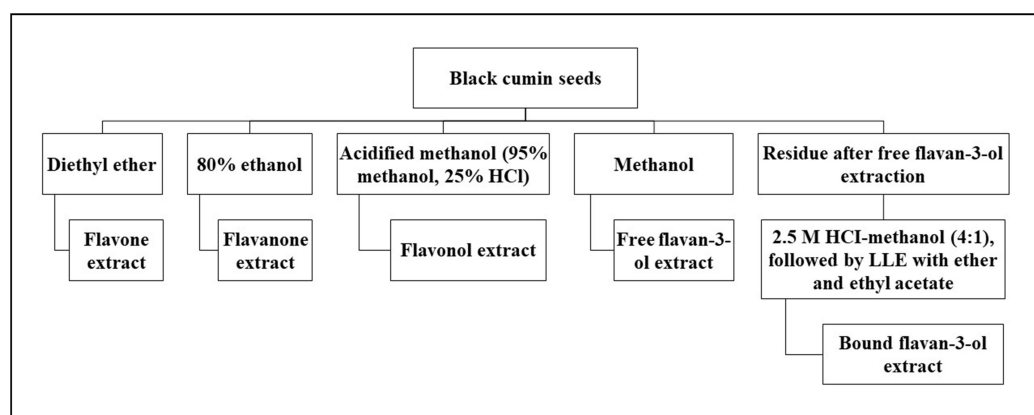 Black cumin seeds
Diethyl ether
80% ethanol
Acidified methanol (95%
methanol, 25% HCl)
Methanol
Residue after free flavan-3-ol
extraction
Flavone
extract
Flavanone
extract
Flavonol extract
Free flavan-3-
ol extract
2.5 M HCI-methanol (4:1),
followed by LLE with ether
and ethyl acetate
Bound flavan-3-ol
extract